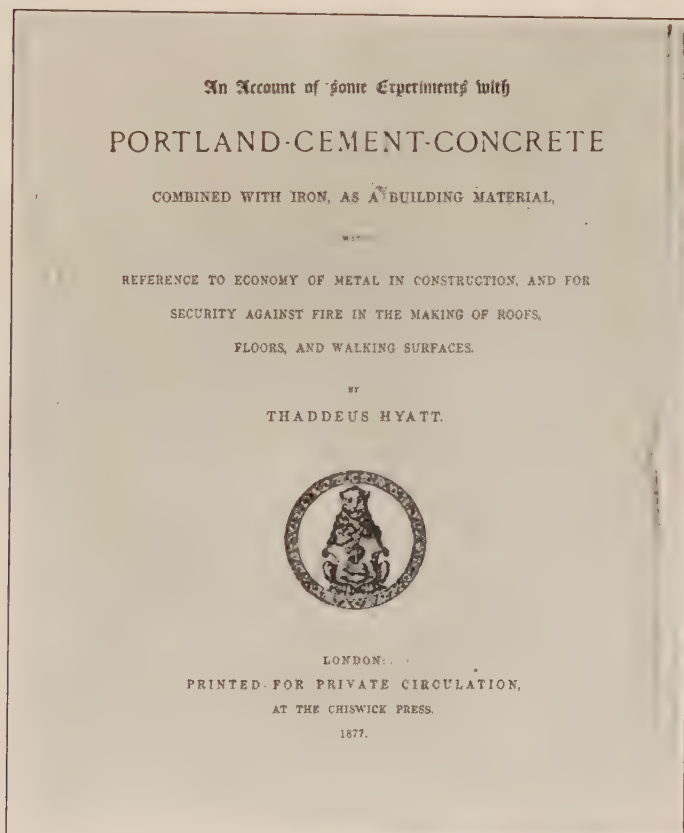 An Account of some Experiments with
PORTLAND-CEMENT-CONCRETE
COMBINED WITH IRON, AS A BUILDING MATERIAL,
REFERENCE TO ECONOMY OF METAL IN CONSTRUCTION, AND FOR
SECURITY AGAINST FIRE IN THE MAKING OF ROOFS,
FLOORS, AND WALKING SURFACES.
BY
THADDEUS HYATT.
LONDON:
PRINTED FOR PRIVATE CIRCULATION,
AT THE CHISWICK PRESS.
1877.